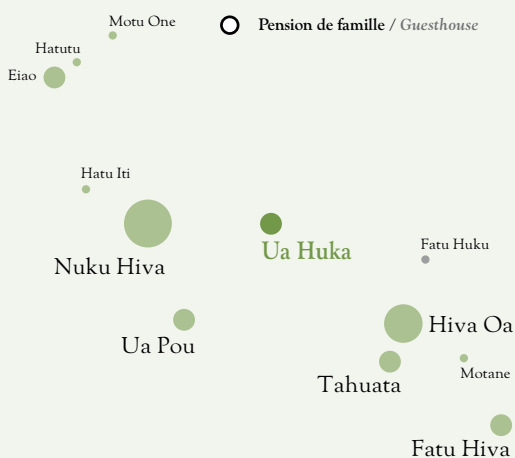 Motu One
Pension de famille / Guesthouse
Hatutu
Eiao
Hatu Iti
Ua Huka
Fatu Huku
Nuku Hiva
Hiva Oa
Ua Pou
Motane
Tahuata
Fatu Hiva